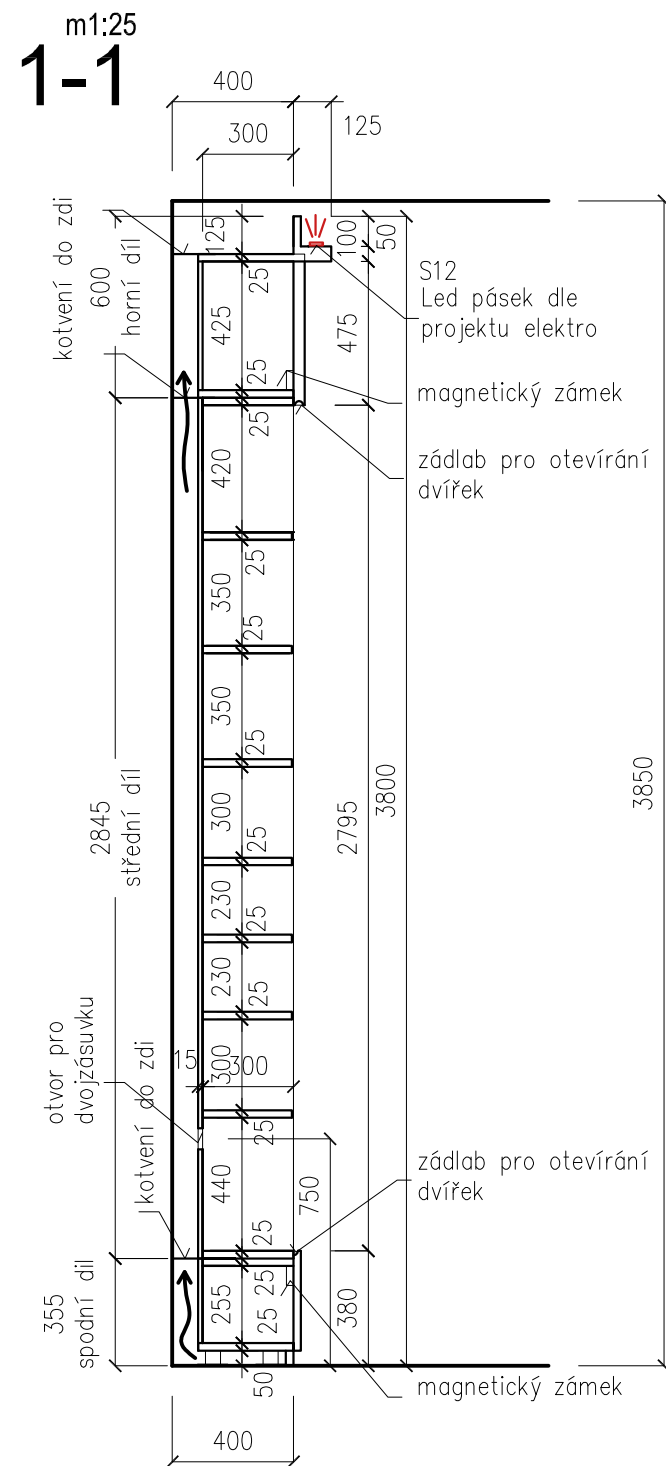 m1:25
1-1
400
125
300
kotvení do zdi
600
horní díl
125
25
100
50
S12
Led pásek dle
projektu elektro
425
475
25
magnetický zámek
25
zádlab pro otevírání
dvířek
420
25
350
25
350
25
300
25
230
25
230
25
2845
střední díl
2795
3800
3850
otvor pro
dvojzásuvku
15
300
300
kotvení do zdi
25
440
750
zádlab pro otevírání
dvířek
25
355
spodní díl
255
25
25
380
magnetický zámek
50
400